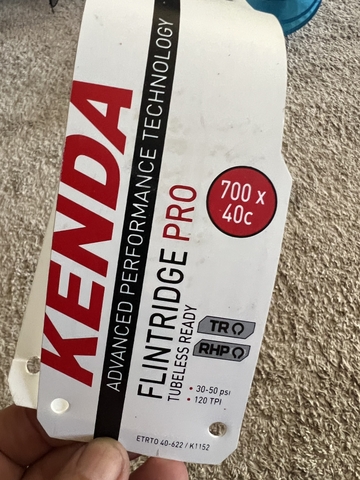 KENDA
ADVANCED PERFORMANCE TECHNOLOGY
FLINTRIDGE PRO
TUBELESS READY
700 x
40c
TR
RHP
• 30-50 psi
• 120 TPI
ETRTO 40-622 / K1152